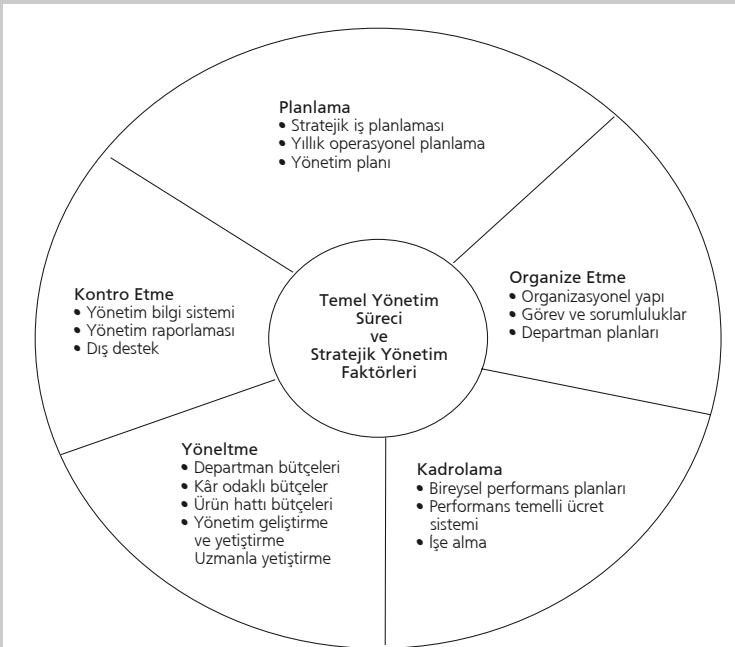 Planlama
• Stratejik iş planlaması
• Yıllık operasyonel planlama
• Yönetim planı
Organize Etme
• Organizasyonel yapı
• Görev ve sorumluluklar
• Departman planları
Kadrolama
• Bireysel performans planları
• Performans temelli ücret
sistemi
• İşe alma
Yöneltme
• Departman bütçeleri
• Kâr odaklı bütçeler
• Ürün hattı bütçeleri
• Yönetim geliştirme
ve yetiştirme
Uzmanla yetiştirme
Kontro Etme
• Yönetim bilgi sistemi
• Yönetim raporlaması
• Dış destek
Temel Yönetim
Süreci
ve
Stratejik Yönetim
Faktörleri